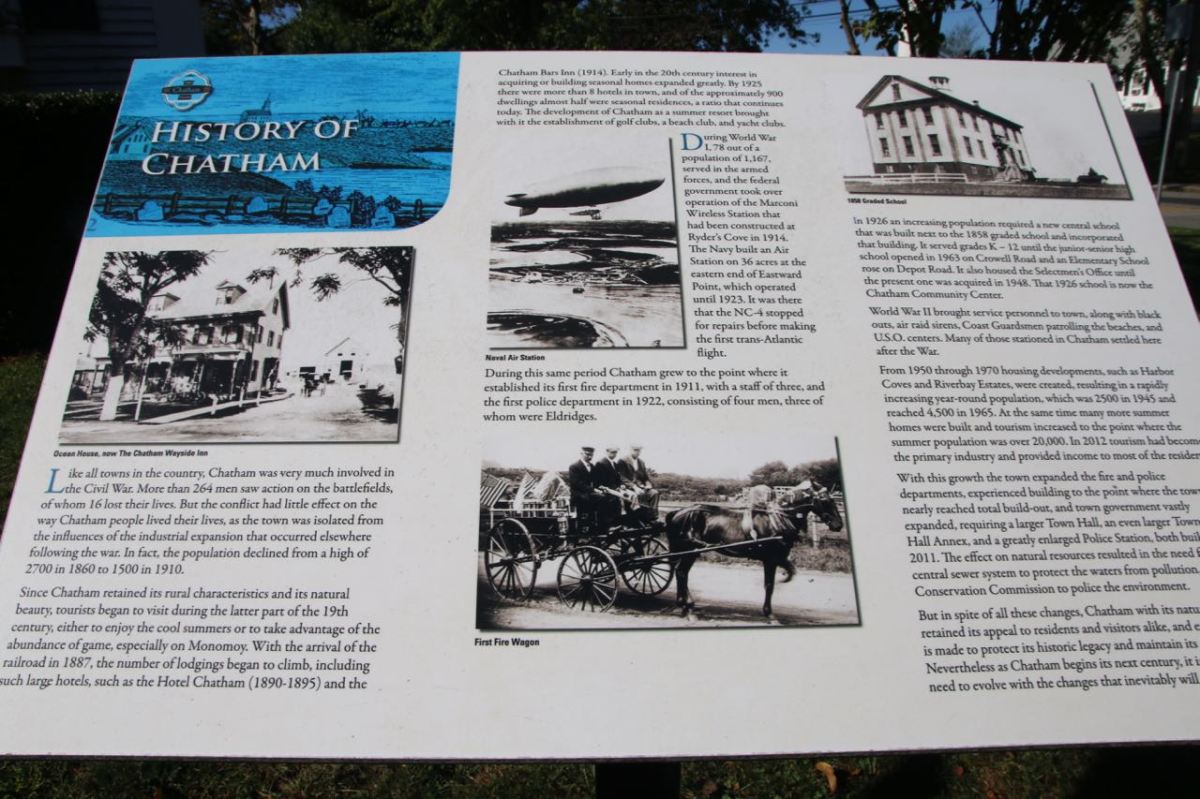 Chatham
HISTORY OF
CHATHAM
Ocean House, now The Chatham Wayside Inn
Like all towns in the country, Chatham was very much involved in
the Civil War. More than 264 men saw action on the battlefields,
of whom 16 lost their lives. But the conflict had little effect on the
way Chatham people lived their lives, as the town was isolated from
the influences of the industrial expansion that occurred elsewhere
following the war. In fact, the population declined from a high of
2700 in 1860 to 1500 in 1910.
Since Chatham retained its rural characteristics and its natural
beauty, tourists began to visit during the latter part of the 19th
century, either to enjoy the cool summers or to take advantage of the
abundance of game, especially on Monomoy. With the arrival of the
railroad in 1887, the number of lodgings began to climb, including
such large hotels, such as the Hotel Chatham (1890-1895) and the
Chatham Bars Inn (1914). Early in the 20th century interest in
acquiring or building seasonal homes expanded greatly. By 1925
there were more than 8 hotels in town, and of the approximately 900
dwellings almost half were seasonal residences, a ratio that continues
today. The development of Chatham as a summer resort brought
with it the establishment of golf clubs, a beach club, and yacht clubs.
During World War
I, 78 out of a
population of 1,167,
served in the armed
forces, and the federal
government took over
operation of the Marconi
Wireless Station that
had been constructed at
Ryder's Cove in 1914.
The Navy built an Air
Station on 36 acres at the
eastern end of Eastward
Point, which operated
until 1923. It was there
that the NC-4 stopped
for repairs before making
the first trans-Atlantic
flight.
Naval Air Station
During this same period Chatham grew to the point where it
established its first fire department in 1911, with a staff of three, and
the first police department in 1922, consisting of four men, three of
whom were Eldridges.
First Fire Wagon
1858 Graded School
In 1926 an increasing population required a new central school
that was built next to the 1858 graded school and incorporated
that building. It served grades K – 12 until the junior-senior high
school opened in 1963 on Crowell Road and an Elementary School
rose on Depot Road. It also housed the Selectmen's Office until
the present one was acquired in 1948. That 1926 school is now the
Chatham Community Center.
World War II brought service personnel to town, along with black
outs, air raid sirens, Coast Guardsmen patrolling the beaches, and
U.S.O. centers. Many of those stationed in Chatham settled here
after the War.
From 1950 through 1970 housing developments, such as Harbor
Coves and Riverbay Estates, were created, resulting in a rapidly
increasing year-round population, which was 2500 in 1945 and
reached 4,500 in 1965. At the same time many more summer
homes were built and tourism increased to the point where the
summer population was over 20,000. In 2012 tourism had become
the primary industry and provided income to most of the
With this growth the town expanded the fire and police
departments, experienced building to the point where the town
nearly reached total build-out, and town government vastly
expanded, requiring a larger Town Hall, an even larger Town
Hall Annex, and a greatly enlarged Police Station, both
2011. The effect on natural resources resulted in the need
central sewer system to protect the waters from pollution.
Conservation Commission to police the environment.
But in spite of all these changes, Chatham with its
retained its appeal to residents and visitors alike, and
is made to protect its historic legacy and maintain its
Nevertheless as Chatham begins its next century, it
need to evolve with the changes that inevitably will